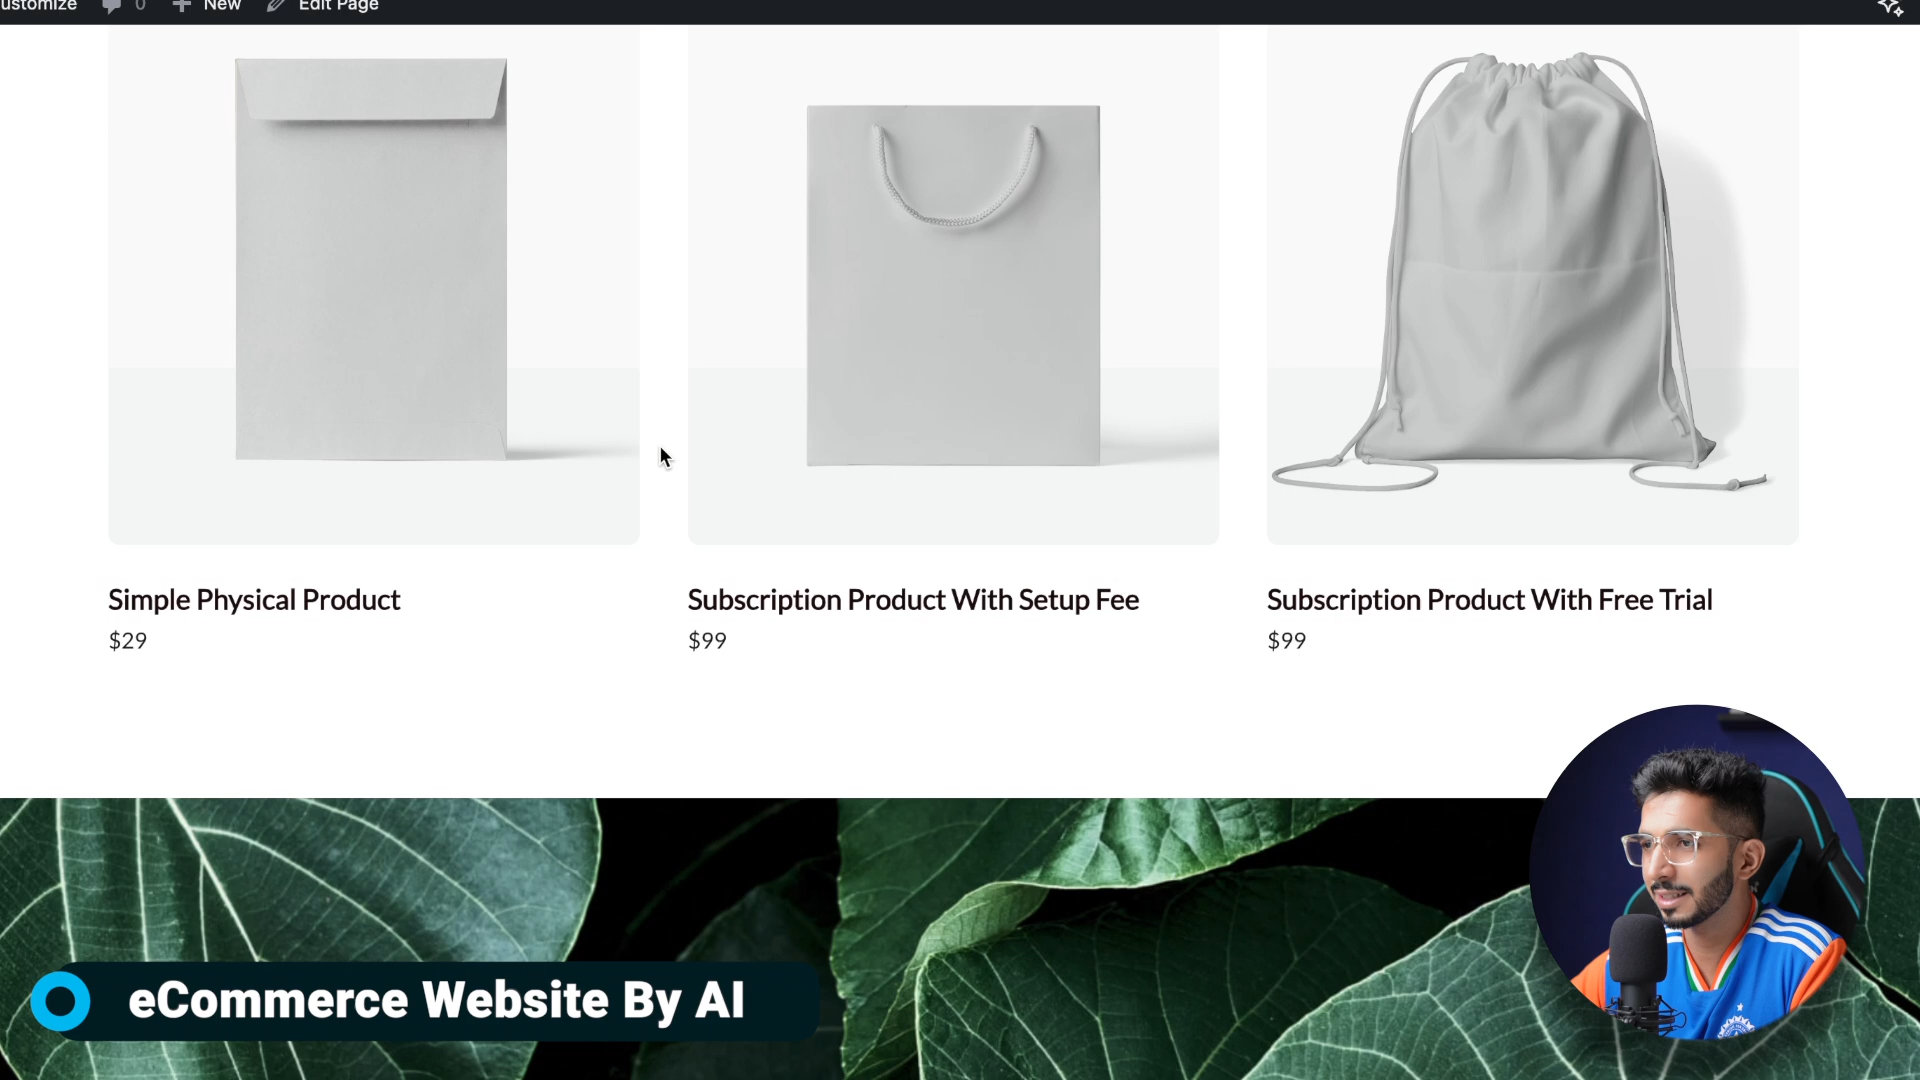 ustomize 0 New Edit Page
Simple Physical Product
$29
Subscription Product With Setup Fee
$99
Subscription Product With Free Trial
$99
eCommerce Website By AI